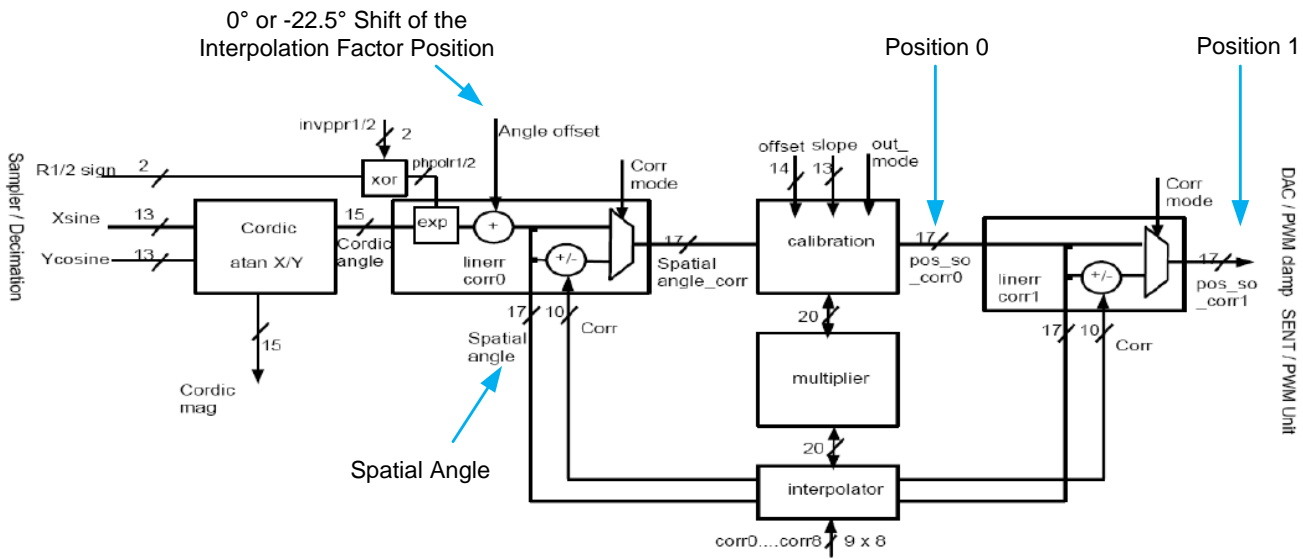 0° or -22.5° Shift of the
Interpolation Factor Position
Position 0
Position 1
invppr1/2
2
Angle offset
R1/2 sign
2
phpolr1/2
xor
Corr
mode
offset
14
slope
13
out_
mode
Corr
mode
Sampler / Decimation
Xsine
13
Ycosine
13
Cordic
atan X/Y
15
Cordic
angle
exp
+
+/-
linerr
corr0
17
Spatial
angle_corr
calibration
17
pos_so
_corr0
linerr
corr1
+/-
17
pos_so
_corr1
DAC / PWM damp SENT / PWM Unit
15
Cordic
mag
17
Spatial
angle
10
Corr
20
multiplier
20
17
10
Corr
Spatial Angle
interpolator
corr0....corr8
9 x 8